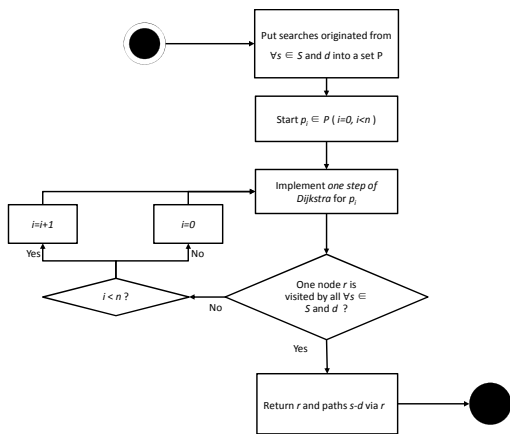 Put searches originated from
∀s ∈ S and d into a set P
Start pi ∈ P ( i=0, i<n )
Implement one step of
Dijkstra for pi
i=i+1
i=0
Yes
No
i < n ?
No
One node r is
visited by all ∀s ∈
S and d ?
Yes
Return r and paths s-d via r